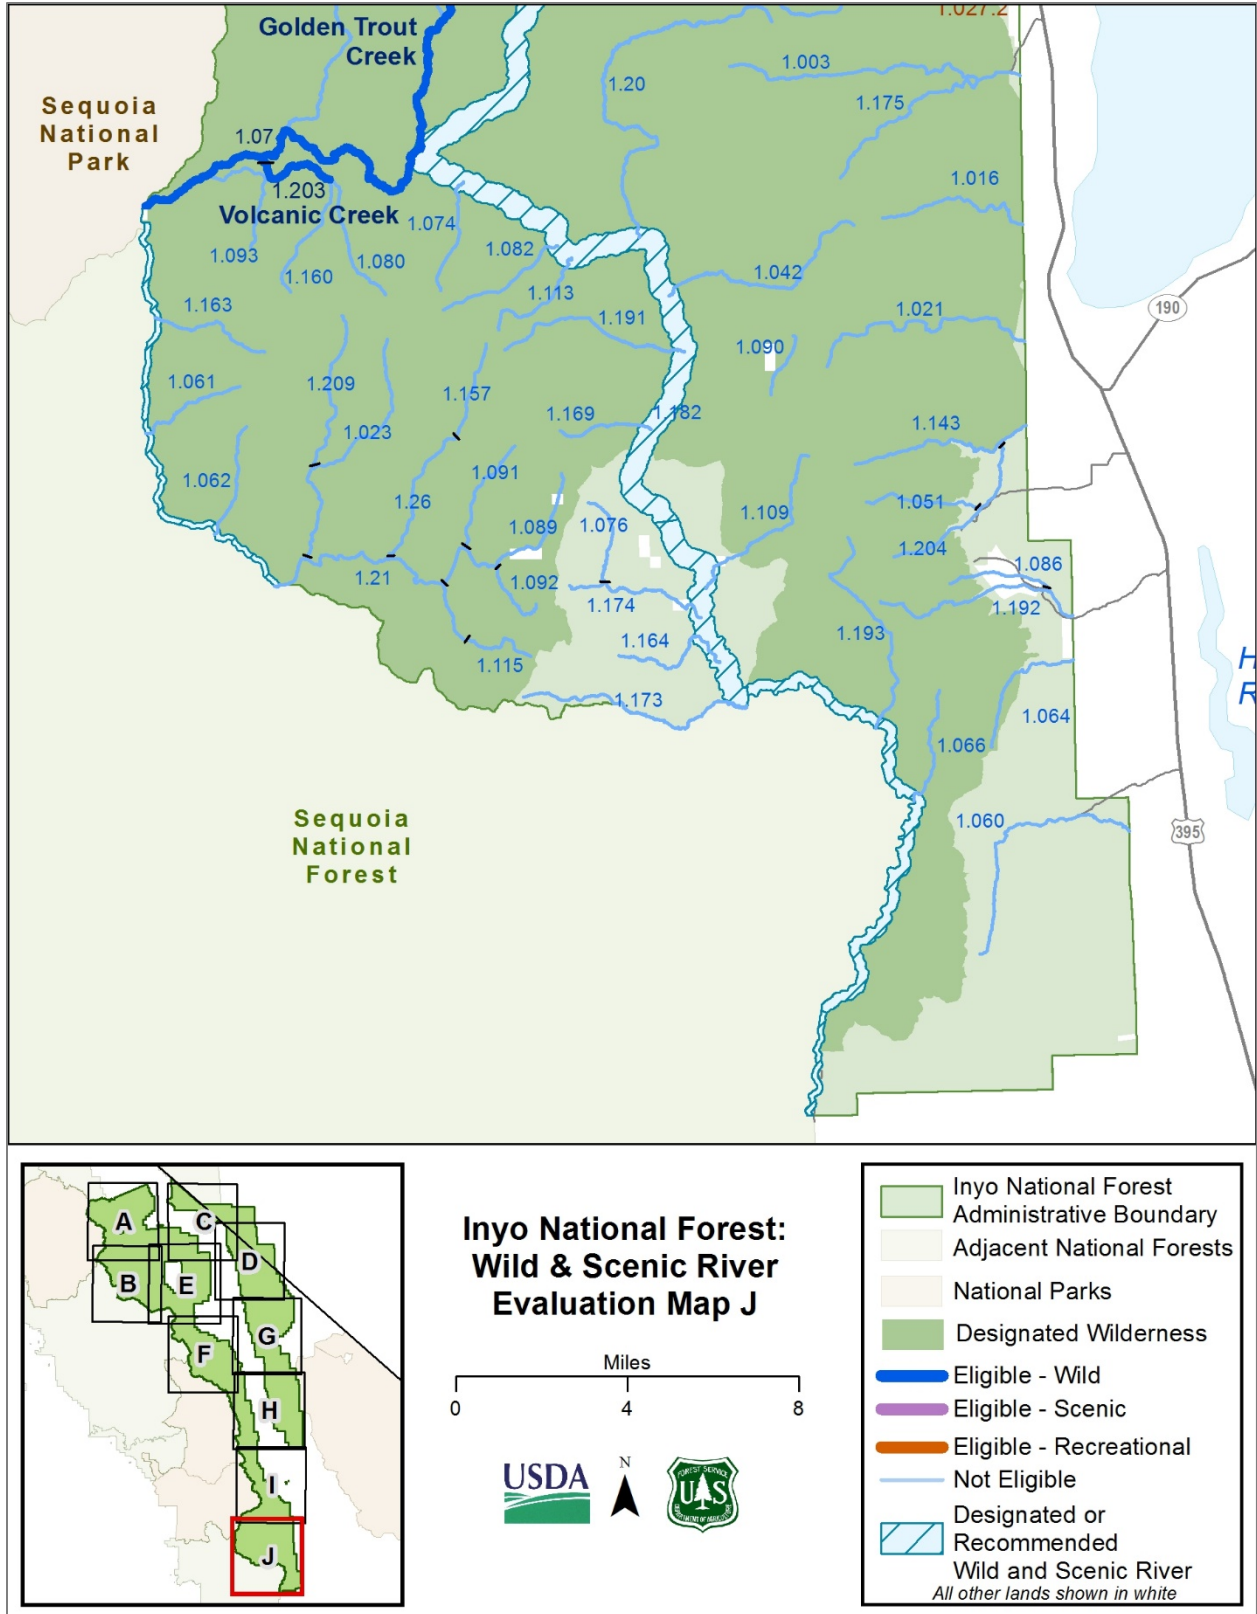 1.027.2
Golden Trout
Creek
1.003
1.20
1.175
Sequoia
National
Park
1.07
1.203
Volcanic Creek
1.016
1.074
1.082
1.093
1.160
1.080
1.042
1.113
1.163
1.191
1.021
190
1.090
1.061
1.209
1.157
1.169
1.182
1.143
1.023
1.062
1.091
1.26
1.089
1.076
1.109
1.051
1.204
1.086
1.21
1.092
1.174
1.192
1.164
1.193
1.115
H
R
1.173
1.064
1.066
Sequoia
National
Forest
1.060
395
A
C
D
B
E
G
F
H
I
J
Inyo National Forest:
Wild & Scenic River
Evaluation Map J
Miles
0 4 8
USDA
N
FOREST SERVICE
US
DEPARTMENT OF AGRICULTURE
Inyo National Forest
Administrative Boundary
Adjacent National Forests
National Parks
Designated Wilderness
Eligible - Wild
Eligible - Scenic
Eligible - Recreational
Not Eligible
Designated or
Recommended
Wild and Scenic River
All other lands shown in white